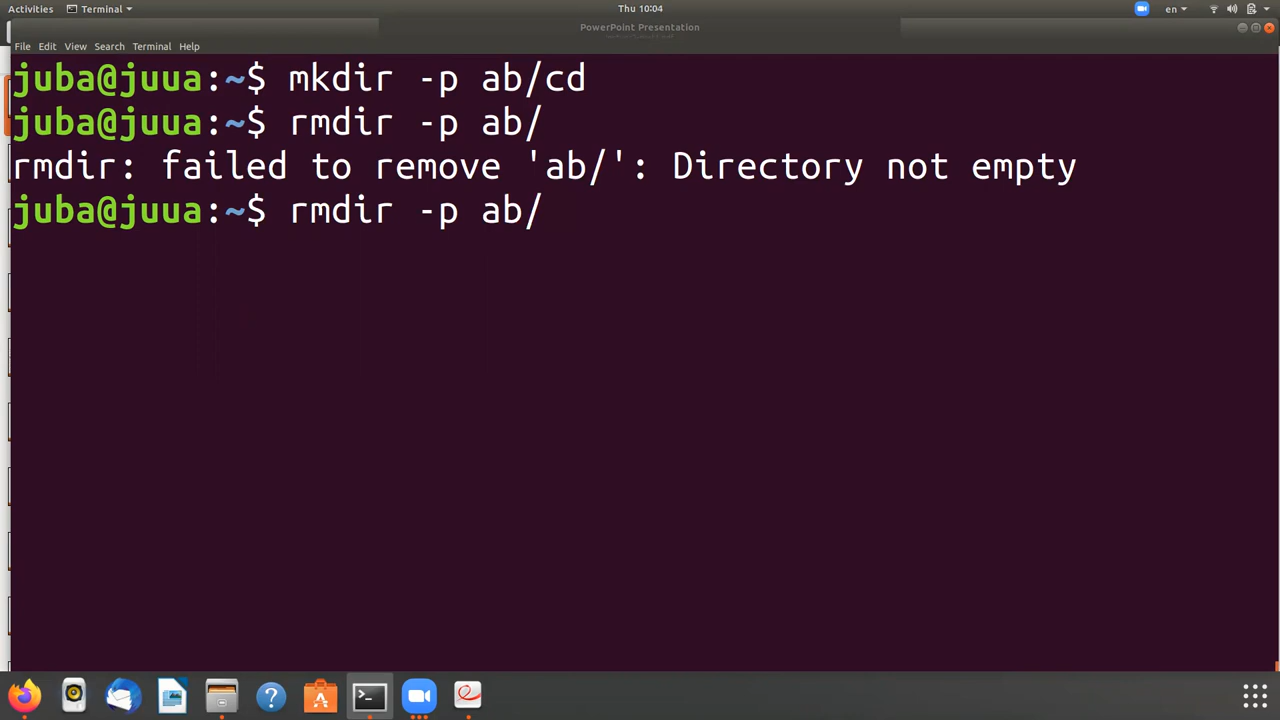 Activities Terminal Thu 10:04 en
PowerPoint Presentation
File Edit View Search Terminal Help
juba@juua:~$ mkdir -p ab/cd
juba@juua:~$ rmdir -p ab/
rmdir: failed to remove 'ab/': Directory not empty
juba@juua:~$ rmdir -p ab/